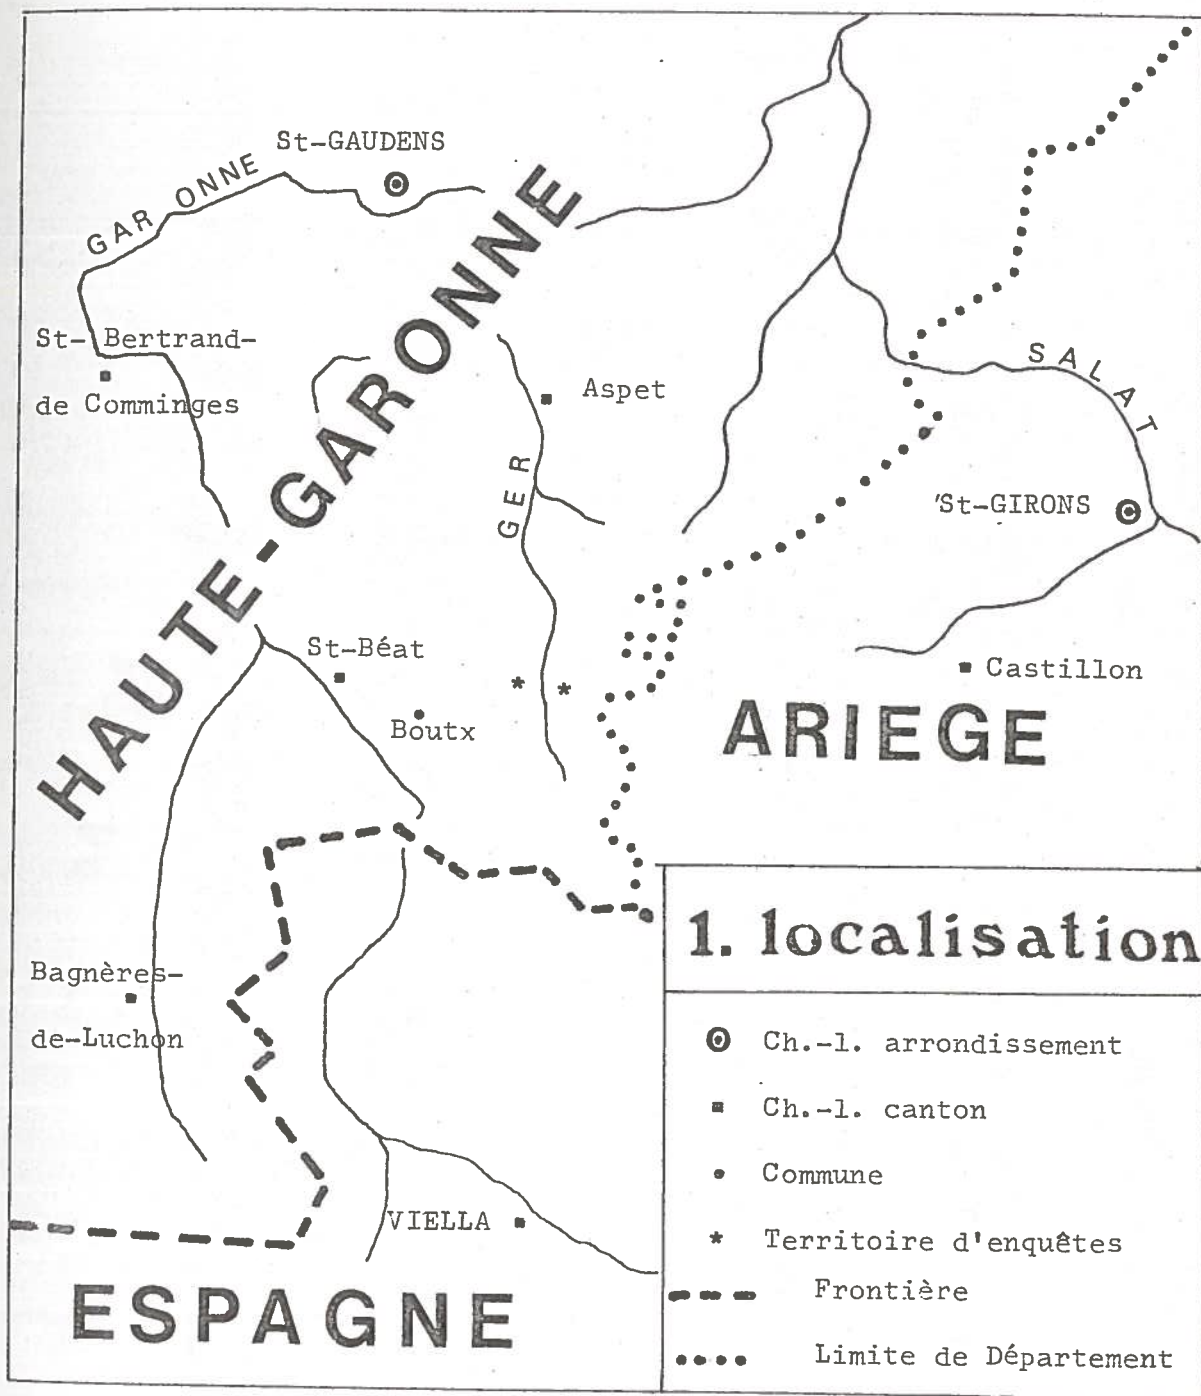 St-GAUDENS
GARONNE
St-Bertrand-
de Comminges
HAUTE-GARONNE
Aspet
GER
SALAT
'St-GIRONS
St-Béat
Boutx
Castillon
ARIEGE
Bagnères-
de-Luchon
VIELLA
ESPAGNE
1. localisation
Ch.-l. arrondissement
Ch.-l. canton
Commune
Territoire d'enquêtes
Frontière
Limite de Département